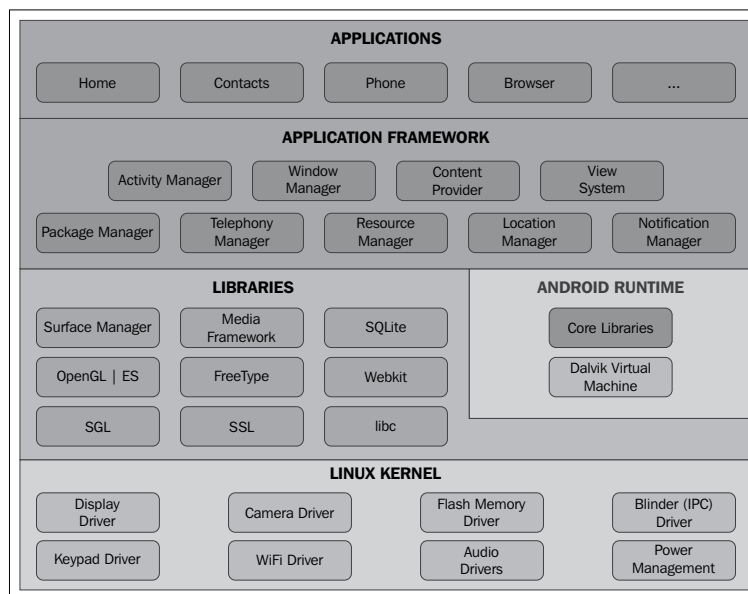 APPLICATIONS
Home
Contacts
Phone
Browser
...
APPLICATION FRAMEWORK
Activity Manager
Window
Manager
Content
Provider
View
System
Package Manager
Telephony
Manager
Resource
Manager
Location
Manager
Notification
Manager
LIBRARIES
Surface Manager
Media
Framework
SQLite
OpenGL | ES
FreeType
Webkit
SGL
SSL
libc
ANDROID RUNTIME
Core Libraries
Dalvik Virtual
Machine
LINUX KERNEL
Display
Driver
Camera Driver
Flash Memory
Driver
Blinder (IPC)
Driver
Keypad Driver
WiFi Driver
Audio
Drivers
Power
Management